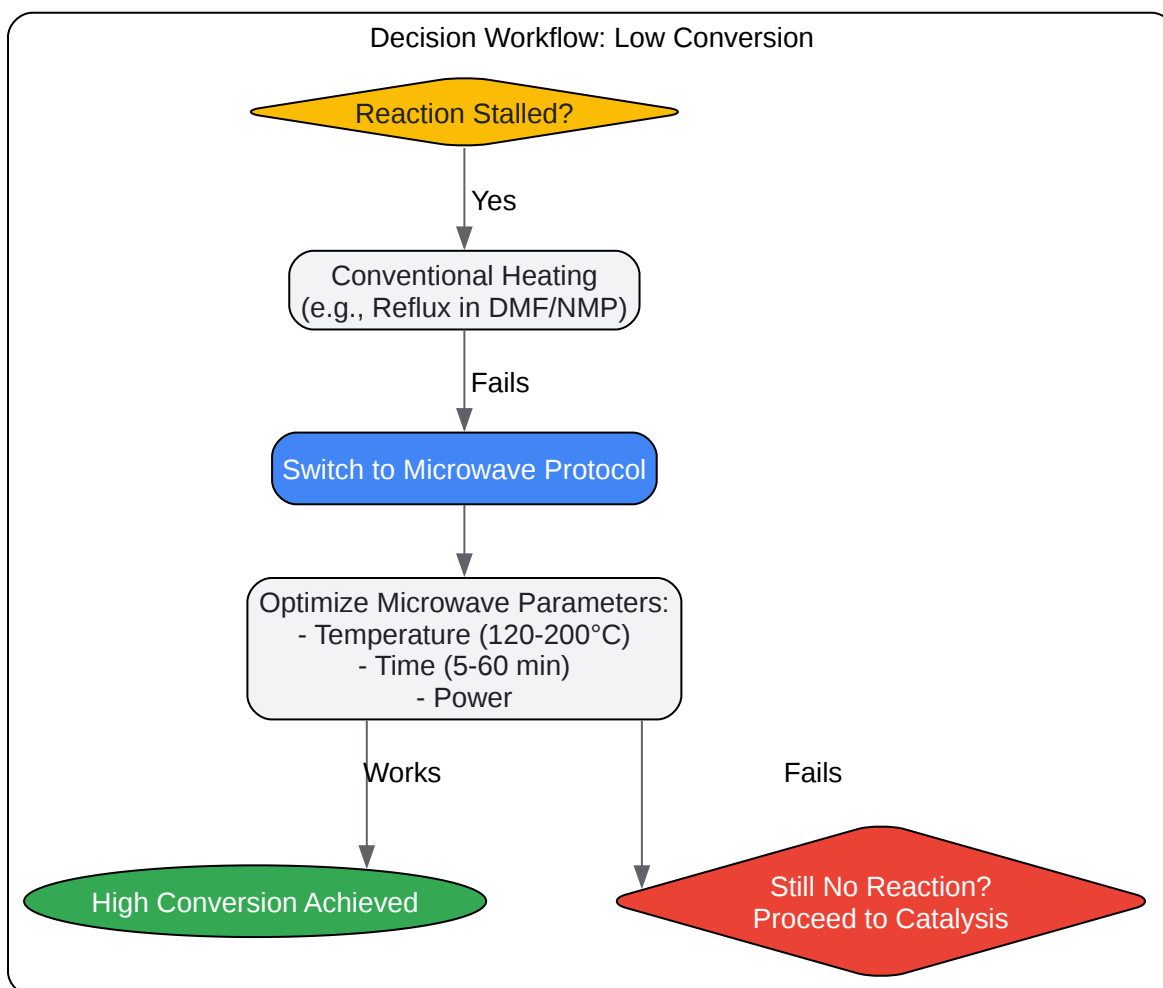 Decision Workflow: Low Conversion
Reaction Stalled?
Yes
Conventional Heating
(e.g., Reflux in DMF/NMP)
Fails
Switch to Microwave Protocol
Optimize Microwave Parameters:
- Temperature (120-200°C)
- Time (5-60 min)
- Power
Works
Fails
High Conversion Achieved
Still No Reaction?
Proceed to Catalysis